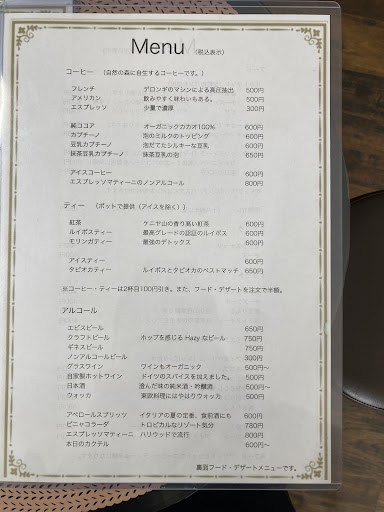 Menu （税込表示）
コーヒー （自然の森に自生するコーヒーです。）
フレンチ デロンギのマシンによる高圧抽出 500円
アメリカン 飲みやすく味わいもある。 500円
エスプレッソ 少量で濃厚 300円
純ココア オーガニックカカオ100% 600円
カプチーノ 泡のミルクのトッピング 600円
豆乳カプチーノ 泡だてたシルキーな豆乳 600円
抹茶豆乳カプチーノ 抹茶豆乳の泡 650円
アイスコーヒー 600円
エスプレッソマティーニのノンアルコール 800円
ティー （ポットで提供（アイスを除く））
紅茶 ケニヤ山の香り高い紅茶 600円
ルイボスティー 最高グレードの認証のルイボス 600円
モリンガティー 最強のデトックス 600円
アイスティー 600円
タピオカティー ルイボスとタピオカのベストマッチ 650円
※コーヒー・ティーは2杯目100円引き。また、フード・デザートを注文で半額。
アルコール
エビスビール 650円
クラフトビール ホップを感じる Hazy なビール 750円
ギネスビール 750円
ノンアルコールビール 300円
グラスワイン ワインもオーガニック 500円～
自家製ホットワイン ドイツのスパイスを加えました。 500円
日本酒 澄んだ味の純米酒・吟醸酒 500円～
ウォッカ 東欧料理にはやはりウォッカ 500円
アペロールスプリッツ イタリアの夏の定番、食前酒にも 600円
ピニャコラーダ トロピカルなリゾート気分 780円
エスプレッソマティーニ ハリウッドで流行 800円
本日のカクテル 600円～
裏面フード・デザートメニューです。